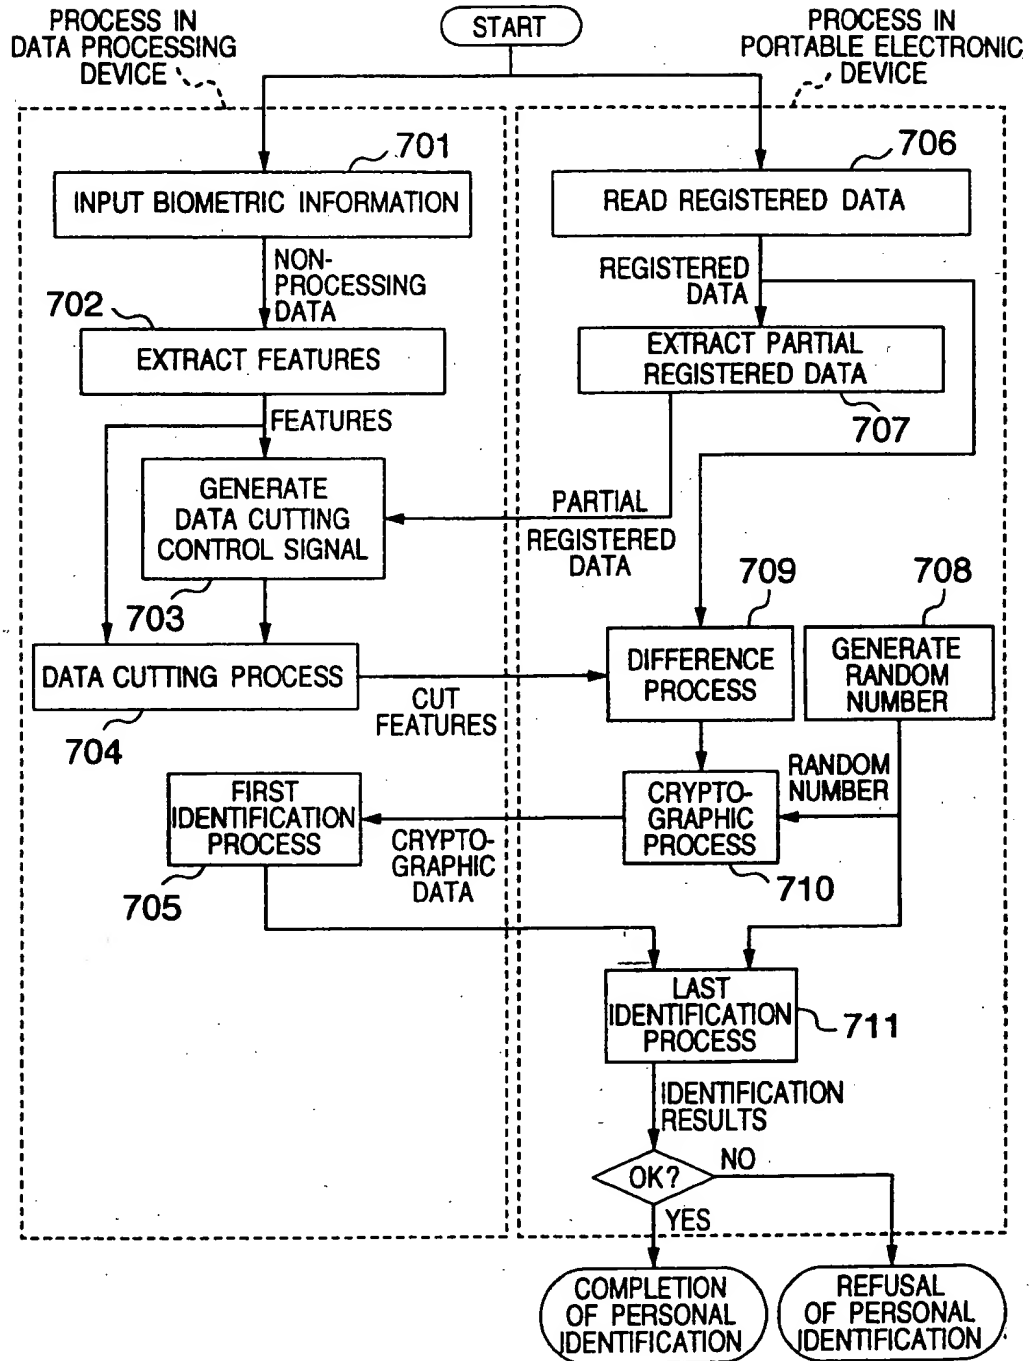 PROCESS IN
DATA PROCESSING
DEVICE
START
PROCESS IN
PORTABLE ELECTRONIC
DEVICE
701
INPUT BIOMETRIC INFORMATION
706
READ REGISTERED DATA
NON-
PROCESSING
DATA
REGISTERED
DATA
702
EXTRACT FEATURES
EXTRACT PARTIAL
REGISTERED DATA
707
FEATURES
GENERATE
DATA CUTTING
CONTROL SIGNAL
703
PARTIAL
REGISTERED
DATA
709
708
DATA CUTTING PROCESS
704
CUT
FEATURES
DIFFERENCE
PROCESS
GENERATE
RANDOM
NUMBER
FIRST
IDENTIFICATION
PROCESS
705
CRYPTO-
GRAPHIC
DATA
CRYPTO-
GRAPHIC
PROCESS
710
RANDOM
NUMBER
LAST
IDENTIFICATION
PROCESS
711
IDENTIFICATION
RESULTS
OK?
NO
YES
COMPLETION
OF PERSONAL
IDENTIFICATION
REFUSAL
OF PERSONAL
IDENTIFICATION